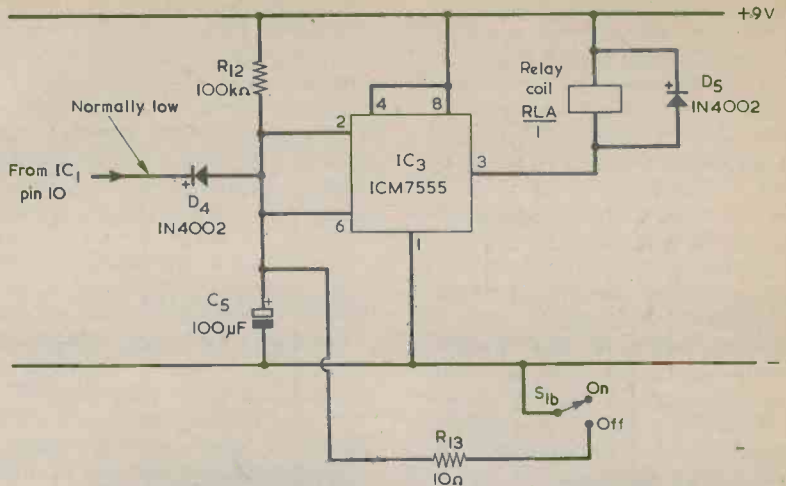 +9V
R12
100kΩ
Relay
coil
RLA
1
+
D5
1N4002
Normally low
4
8
2
IC3
ICM7555
3
From IC1
pin 10
+
D4
1N4002
6
1
C5
+
100µF
-
S1b
On
Off
R13
10Ω